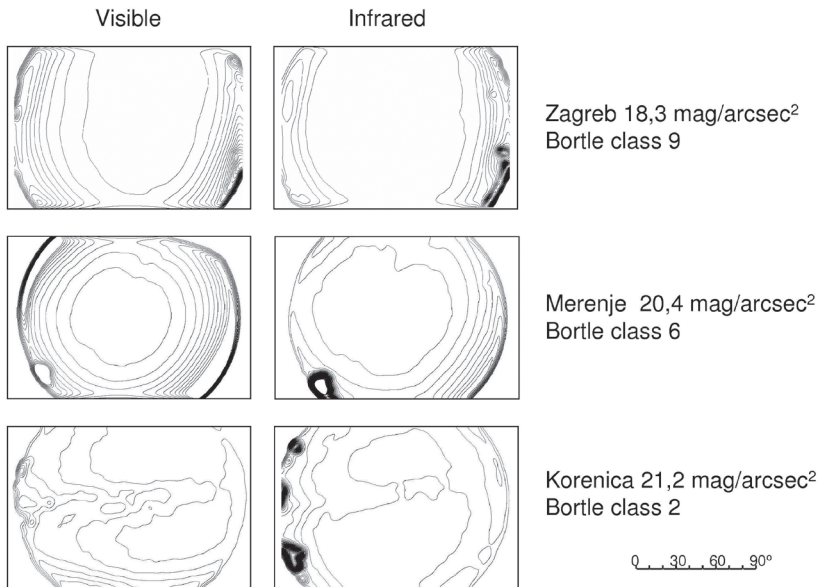 Visible Infrared
Zagreb 18,3 mag/arcsec²
Bortle class 9
Merenje 20,4 mag/arcsec²
Bortle class 6
Korenica 21,2 mag/arcsec²
Bortle class 2
0 30 60 90º